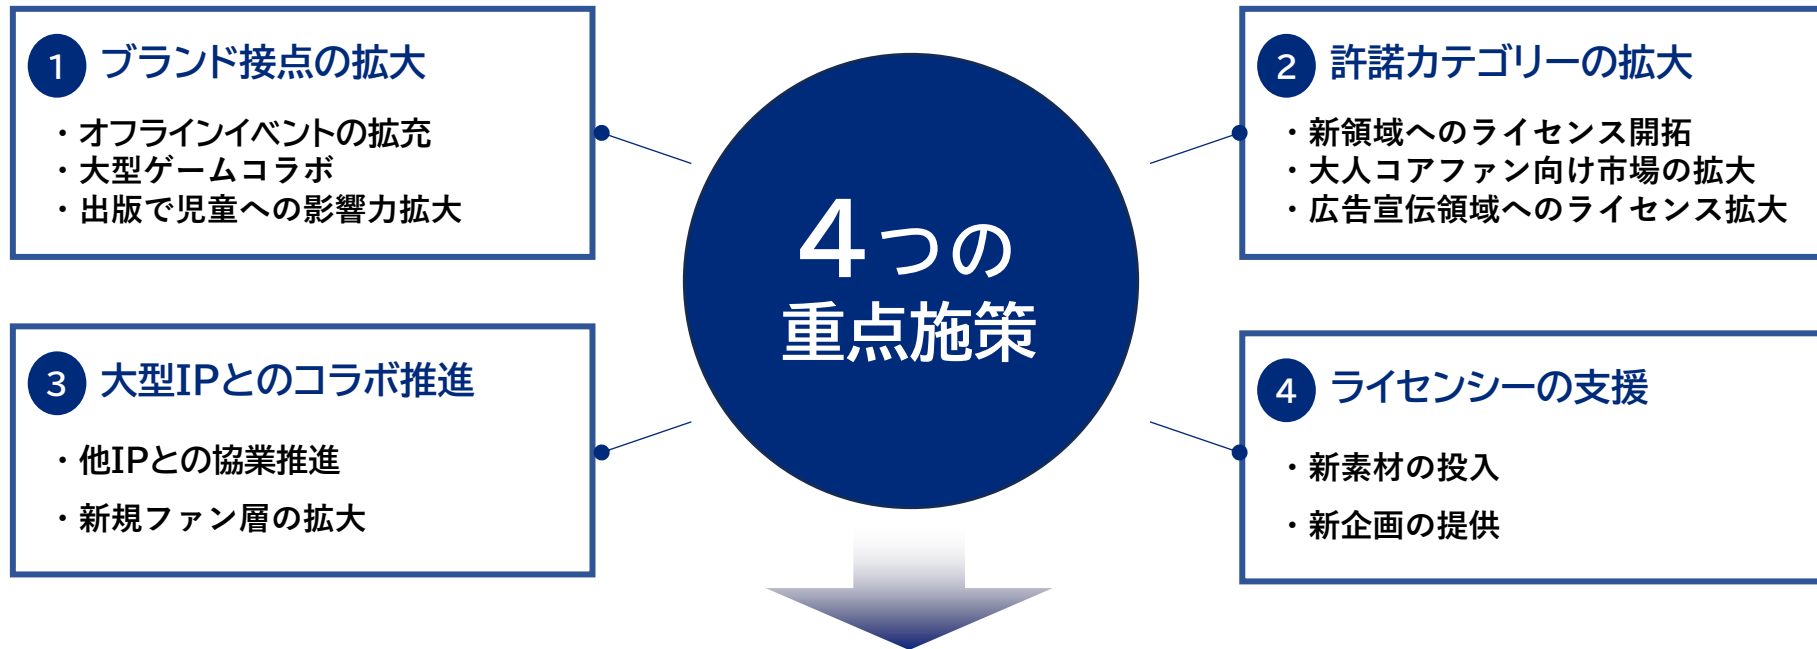 1 ブランド接点の拡大
・オフラインイベントの拡充
・大型ゲームコラボ
・出版で児童への影響力拡大
2 許諾カテゴリーの拡大
・新領域へのライセンス開拓
・大人コアファン向け市場の拡大
・広告宣伝領域へのライセンス拡大
4つの
重点施策
3 大型IPとのコラボ推進
・他IPとの協業推進
・新規ファン層の拡大
4 ライセンシーの支援
・新素材の投入
・新企画の提供